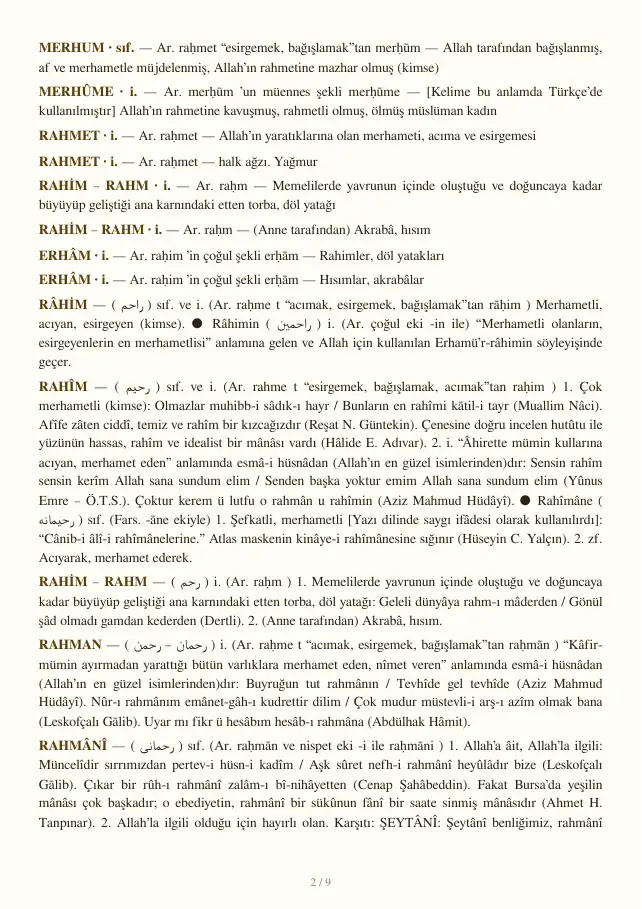 MERHUM · sıf. — Ar. raḥmet “esirgemek, bağışlamak”tan merḥūm — Allah tarafından bağışlanmış,
af ve merhametle müjdelenmiş, Allah’ın rahmetine mazhar olmuş (kimse)
MERHÛME · i. — Ar. merḥūm ’un müennes şekli merḥūme — [Kelime bu anlamda Türkçe’de
kullanılmıştır] Allah’ın rahmetine kavuşmuş, rahmetli olmuş, ölmüş müslüman kadın
RAHMET · i. — Ar. raḥmet — Allah’ın yaratıklarına olan merhameti, acıma ve esirgemesi
RAHMET · i. — Ar. raḥmet — halk ağzı. Yağmur
RAHİM – RAHM · i. — Ar. raḥm — Memelilerde yavrunun içinde oluştuğu ve doğuncaya kadar
büyüyüp geliştiği ana karnındaki etten torba, döl yatağı
RAHİM – RAHM · i. — Ar. raḥm — (Anne tarafından) Akrabâ, hısım
ERHÂM · i. — Ar. raḥim ’in çoğul şekli erḥām — Rahimler, döl yatakları
ERHÂM · i. — Ar. raḥim ’in çoğul şekli erḥām — Hısımlar, akrabâlar
RÂHİM — ( راحم ) sıf. ve i. (Ar. raḥme t “acımak, esirgemek, bağışlamak”tan rāḥim ) Merhametli,
acıyan, esirgeyen (kimse). ● Râhimin ( راحمين ) i. (Ar. çoğul eki -in ile) “Merhametli olanların,
esirgeyenlerin en merhametlisi” anlamına gelen ve Allah için kullanılan Erhamü’r-râhimin söyleyişinde
geçer.
RAHÎM — ( رحيم ) sıf. ve i. (Ar. rahme t “esirgemek, bağışlamak, acımak”tan raḥim ) 1. Çok
merhametli (kimse): Olmazlar muhibb-i sâdık-ı hayr / Bunların en rahîmi kātil-i tayr (Muallim Nâci).
Afîfe zâten ciddî, temiz ve rahîm bir kızcağızdır (Reşat N. Güntekin). Çenesine doğru incelen hutûtu ile
yüzünün hassas, rahîm ve idealist bir mânâsı vardı (Hâlide E. Adıvar). 2. i. “Âhirette mümin kullarına
acıyan, merhamet eden” anlamında esmâ-i hüsnâdan (Allah’ın en güzel isimlerinden)dır: Sensin rahîm
sensin kerîm Allah sana sundum elim / Senden başka yoktur emim Allah sana sundum elim (Yûnus
Emre – Ö.T.S.). Çoktur kerem ü lutfu o rahmân u rahîmin (Aziz Mahmud Hüdâyî). ● Rahîmâne (
رحيمانه ) sıf. (Fars. -āne ekiyle) 1. Şefkatli, merhametli [Yazı dilinde saygı ifâdesi olarak kullanılırdı]:
“Cânib-i âlî-i rahîmânelerine.” Atlas maskenin kinâye-i rahîmânesine sığınır (Hüseyin C. Yalçın). 2. zf.
Acıyarak, merhamet ederek.
RAHİM – RAHM — ( رحم ) i. (Ar. raḥm ) 1. Memelilerde yavrunun içinde oluştuğu ve doğuncaya
kadar büyüyüp geliştiği ana karnındaki etten torba, döl yatağı: Geleli dünyâya rahm-ı mâderden / Gönül
şâd olmadı gamdan kederden (Dertli). 2. (Anne tarafından) Akrabâ, hısım.
RAHMAN — ( رحمان – رحمن ) i. (Ar. raḥme t “acımak, esirgemek, bağışlamak”tan raḥmān ) “Kâfir-
mümin ayırmadan yarattığı bütün varlıklara merhamet eden, nîmet veren” anlamında esmâ-i hüsnâdan
(Allah’ın en güzel isimlerinden)dır: Buyruğun tut rahmânın / Tevhîde gel tevhîde (Aziz Mahmud
Hüdâyî). Nûr-ı rahmânım emânet-gâh-ı kudrettir dilim / Çok mudur müstevli-i arş-ı azîm olmak bana
(Leskofçalı Gālib). Uyar mı fikr ü hesâbım hesâb-ı rahmâna (Abdülhak Hâmit).
RAHMÂNÎ — ( رحمانى ) sıf. (Ar. raḥmān ve nispet eki -i ile raḥmāni ) 1. Allah’a âit, Allah’la ilgili:
Müncelîdir sırrımızdan pertev-i hüsn-i kadîm / Aşk sûret nefh-i rahmânî heyûlâdır bize (Leskofçalı
Gālib). Çıkar bir rûh-ı rahmânî zalâm-ı bî-nihâyetten (Cenap Şahâbeddin). Fakat Bursa’da yeşilin
mânâsı çok başkadır; o ebediyetin, rahmânî bir sükûnun fânî bir saate sinmiş mânâsıdır (Ahmet H.
Tanpınar). 2. Allah’la ilgili olduğu için hayırlı olan. Karşıtı: ŞEYTÂNÎ: Şeytânî benliğimiz, rahmânî
2 / 9